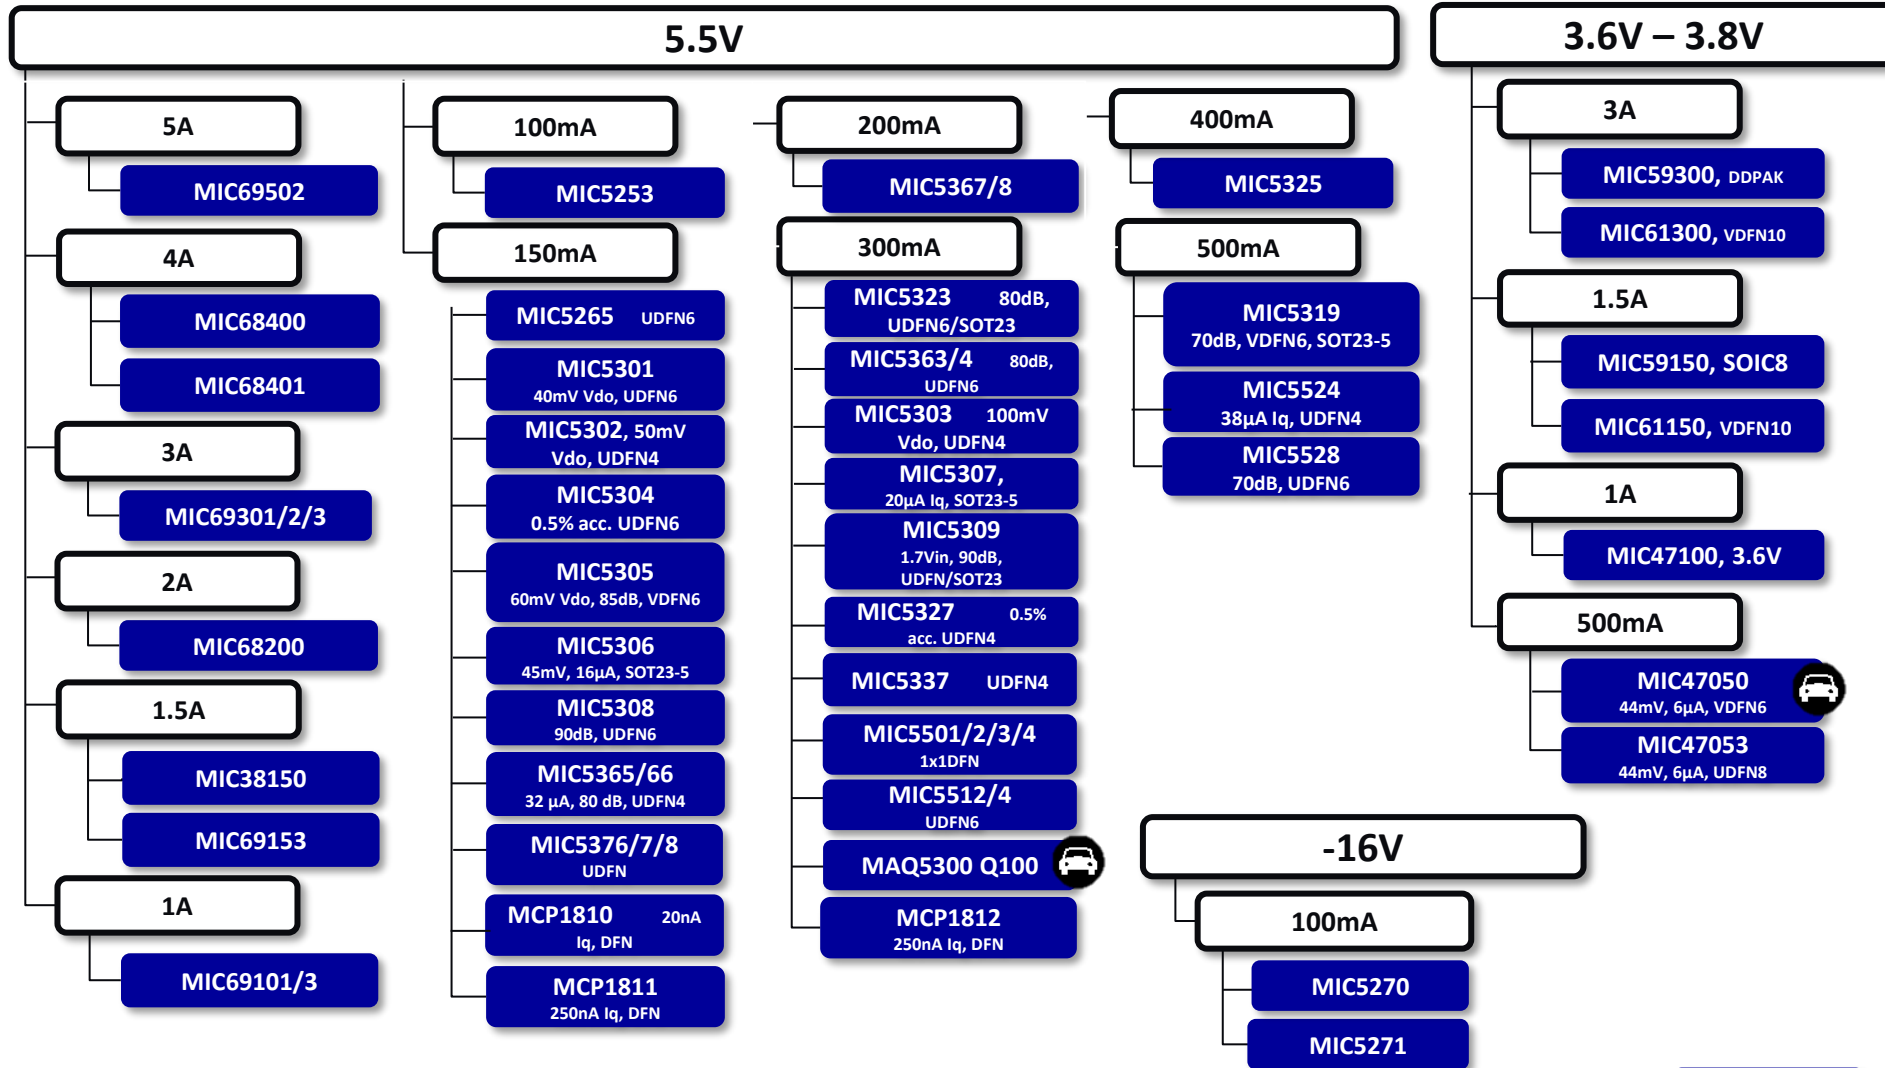 5.5V
5A
MIC69502
4A
MIC68400
MIC68401
3A
MIC69301/2/3
2A
MIC68200
1.5A
MIC38150
MIC69153
1A
MIC69101/3
100mA
MIC5253
150mA
MIC5265 UDFN6
MIC5301
40mV Vdo, UDFN6
MIC5302, 50mV
Vdo, UDFN4
MIC5304
0.5% acc. UDFN6
MIC5305
60mV Vdo, 85dB, VDFN6
MIC5306
45mV, 16µA, SOT23-5
MIC5308
90dB, UDFN6
MIC5365/66
32 µA, 80 dB, UDFN4
MIC5376/7/8
UDFN
MCP1810 20nA
Iq, DFN
MCP1811
250nA Iq, DFN
200mA
MIC5367/8
300mA
MIC5323 80dB,
UDFN6/SOT23
MIC5363/4 80dB,
UDFN6
MIC5303 100mV
Vdo, UDFN4
MIC5307,
20µA Iq, SOT23-5
MIC5309
1.7Vin, 90dB,
UDFN/SOT23
MIC5327 0.5%
acc. UDFN4
MIC5337 UDFN4
MIC5501/2/3/4
1x1DFN
MIC5512/4
UDFN6
MAQ5300 Q100
MCP1812
250nA Iq, DFN
400mA
MIC5325
500mA
MIC5319
70dB, VDFN6, SOT23-5
MIC5524
38µA Iq, UDFN4
MIC5528
70dB, UDFN6
3.6V – 3.8V
3A
MIC59300, DDPAK
MIC61300, VDFN10
1.5A
MIC59150, SOIC8
MIC61150, VDFN10
1A
MIC47100, 3.6V
500mA
MIC47050
44mV, 6µA, VDFN6
MIC47053
44mV, 6µA, UDFN8
-16V
100mA
MIC5270
MIC5271